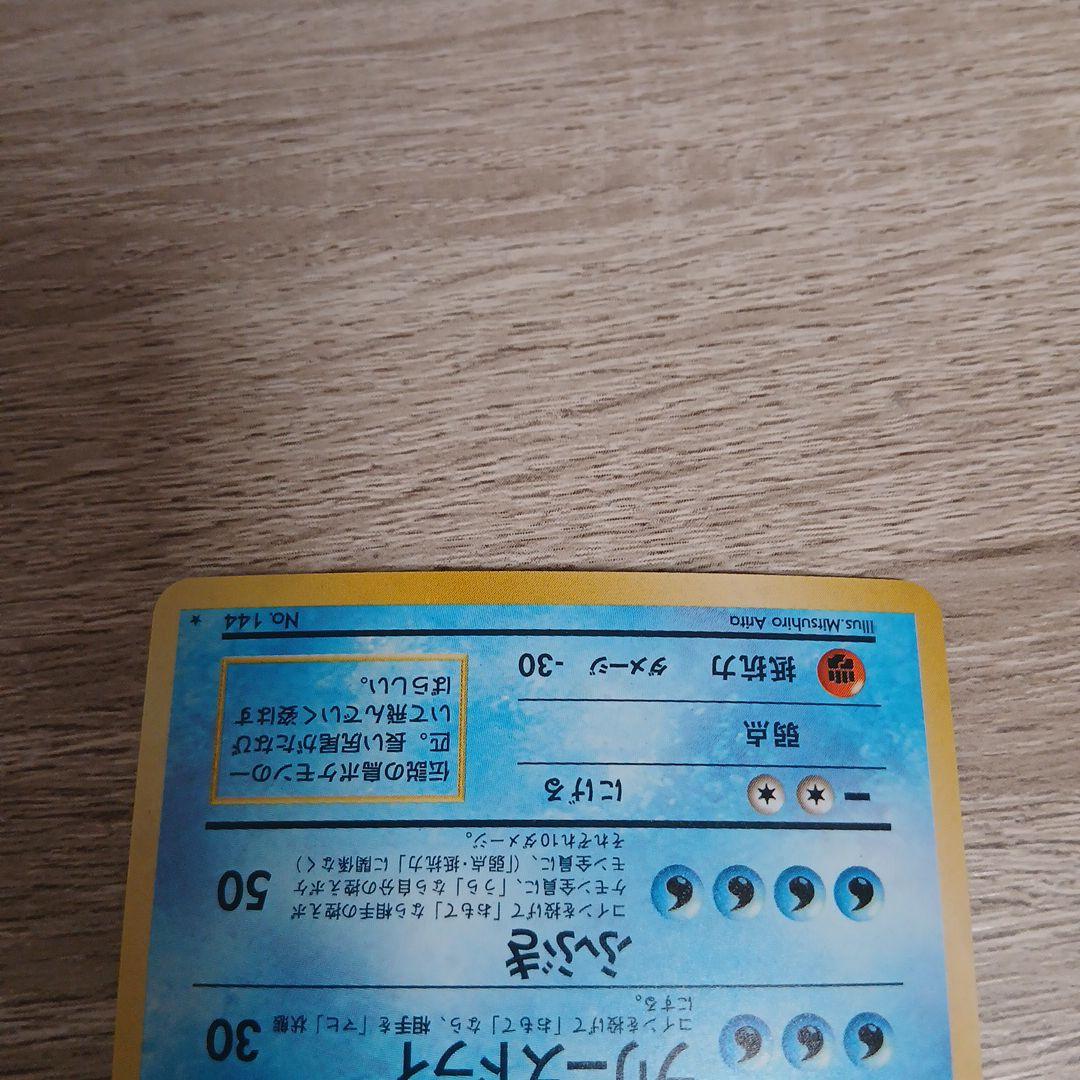 フリーズドライ 30
コインを投げて「おもて」なら、相手を「マヒ」状態
にする。
ふぶき
コインを投げて「おもて」なら相手の控えポ
ケモン全員に、「うら」なら自分の控えポケ
モン全員に、(「弱点・抵抗力」に関係なく)
それぞれ10ダメージ。
50
にげる
弱点
抵抗力 ダメージ -30
伝説の鳥ポケモンの一
匹。長い尻尾がたなび
いて飛んでいく姿はす
ばらしい。
Illus.Mitsuhiro Arita
No. 144 ★